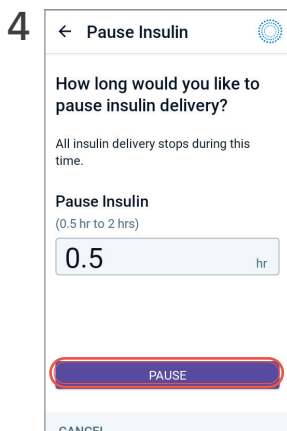 4
Pause Insulin
How long would you like to
pause insulin delivery?
All insulin delivery stops during this
time.
Pause Insulin
(0.5 hr to 2 hrs)
0.5 hr
PAUSE
CANCEL